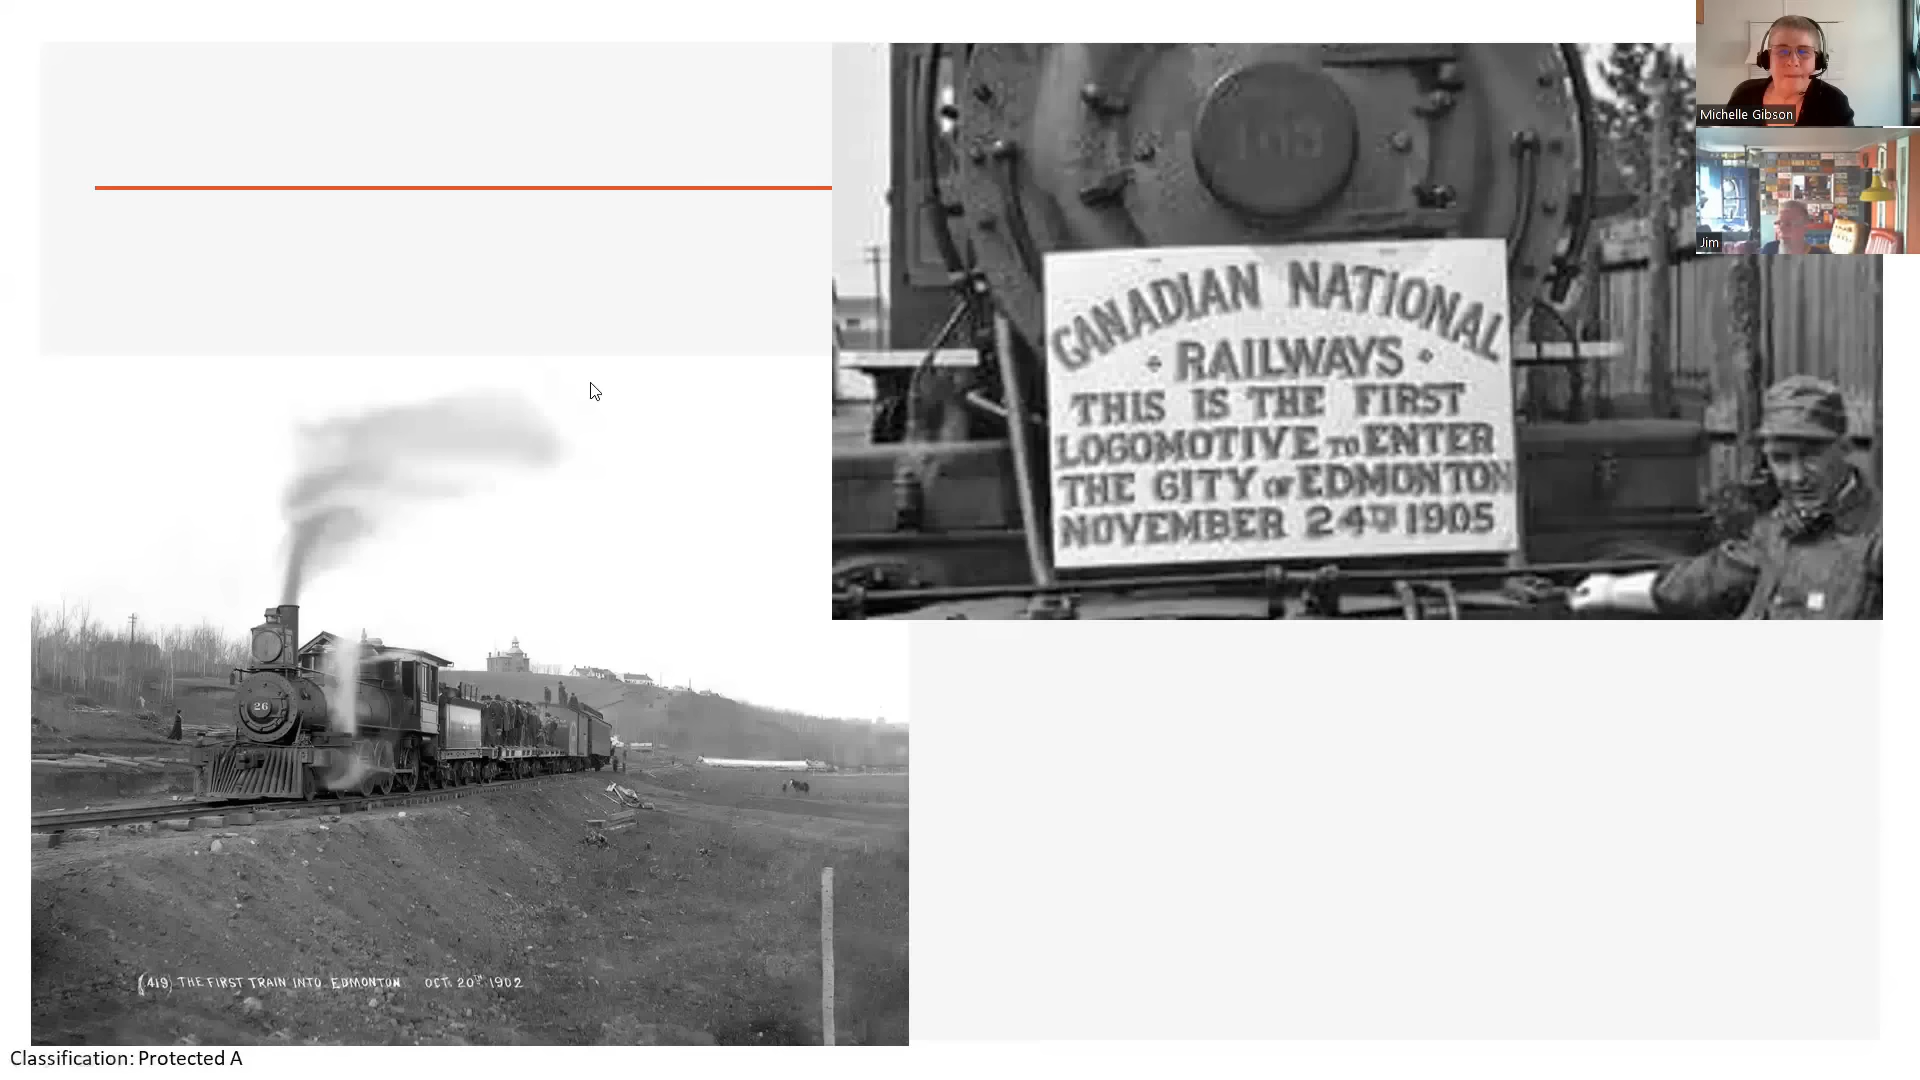 Michelle Gibson
Jim
CANADIAN NATIONAL
RAILWAYS
THIS IS THE FIRST
LOGOMOTIVE TO ENTER
THE GITY OF EDMONTON
NOVEMBER 24TH 1905
26
(419) THE FIRST TRAIN INTO EDMONTON OCT. 20TH 1902
Classification: Protected A